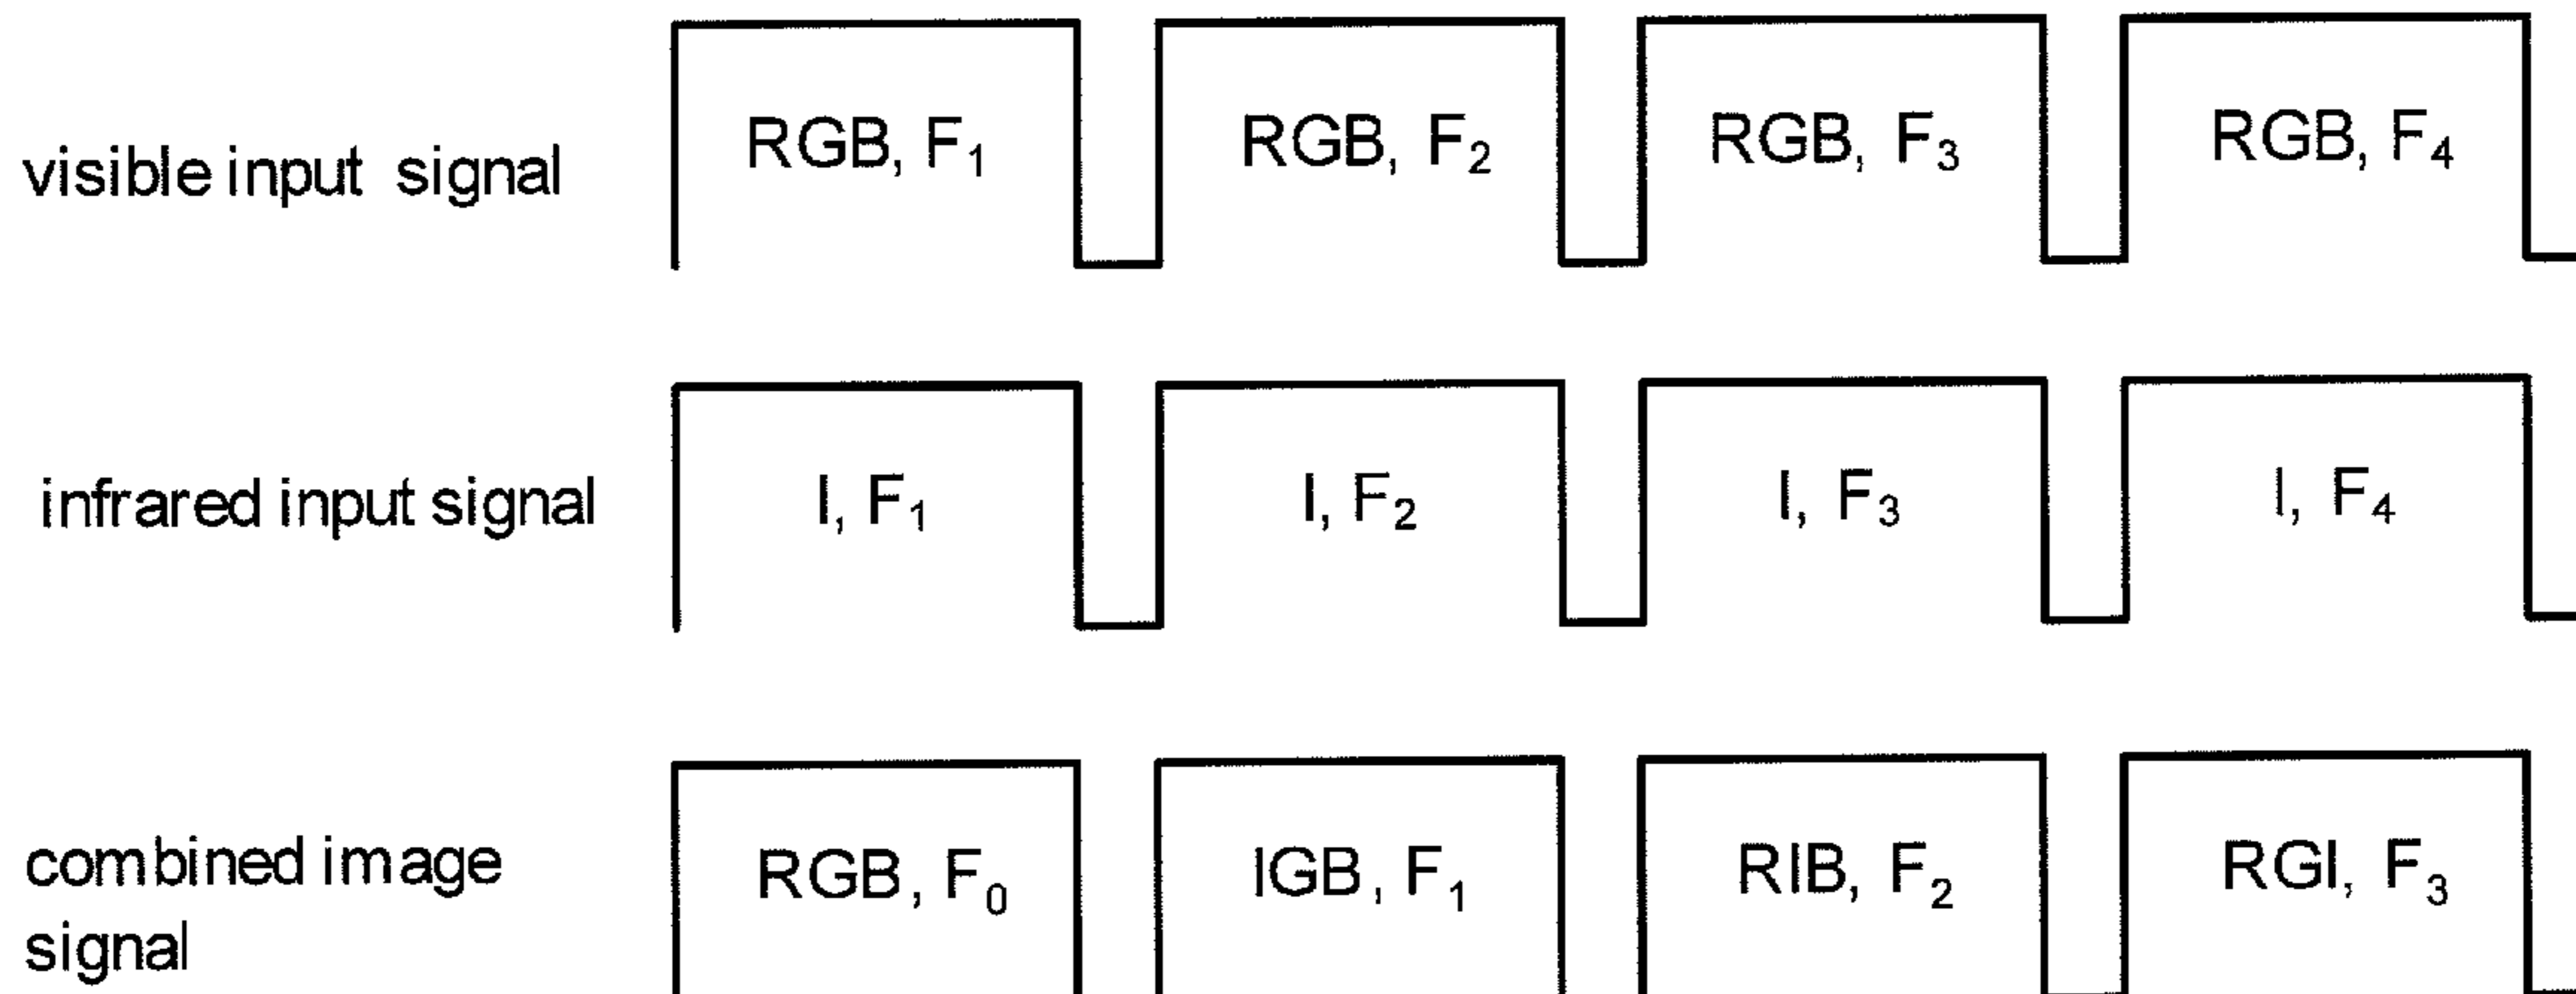 visible input signal RGB, F₁ RGB, F₂ RGB, F₃ RGB, F₄
infrared input signal I, F₁ I, F₂ I, F₃ I, F₄
combined image RGB, F₀ IGB, F₁ RIB, F₂ RGI, F₃
signal